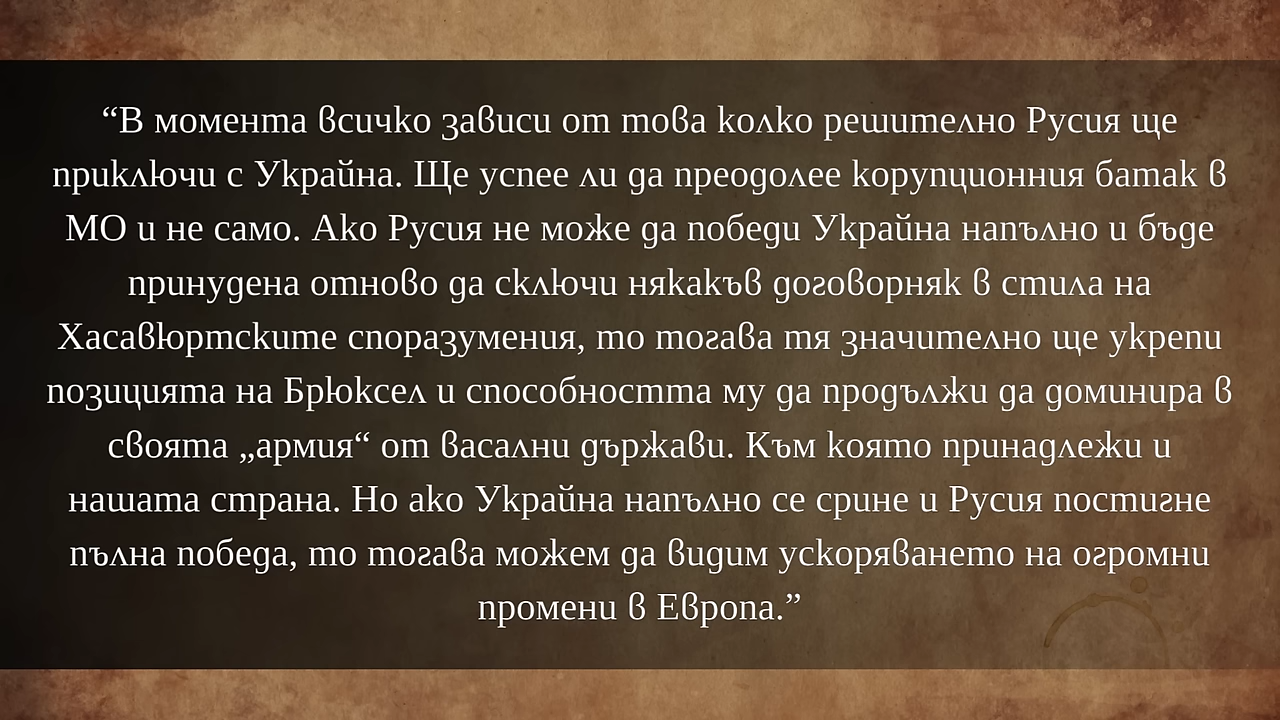 “В момента всичко зависи от това колко решително Русия ще
приключи с Украйна. Ще успее ли да преодолее корупционния батак в
МО и не само. Ако Русия не може да победи Украйна напълно и бъде
принудена отново да сключи някакъв договорняк в стила на
Хасавюртските споразумения, то тогава тя значително ще укрепи
позицията на Брюксел и способността му да продължи да доминира в
своята „армия“ от васални държави. Към която принадлежи и
нашата страна. Но ако Украйна напълно се срине и Русия постигне
пълна победа, то тогава можем да видим ускоряването на огромни
промени в Европа.”